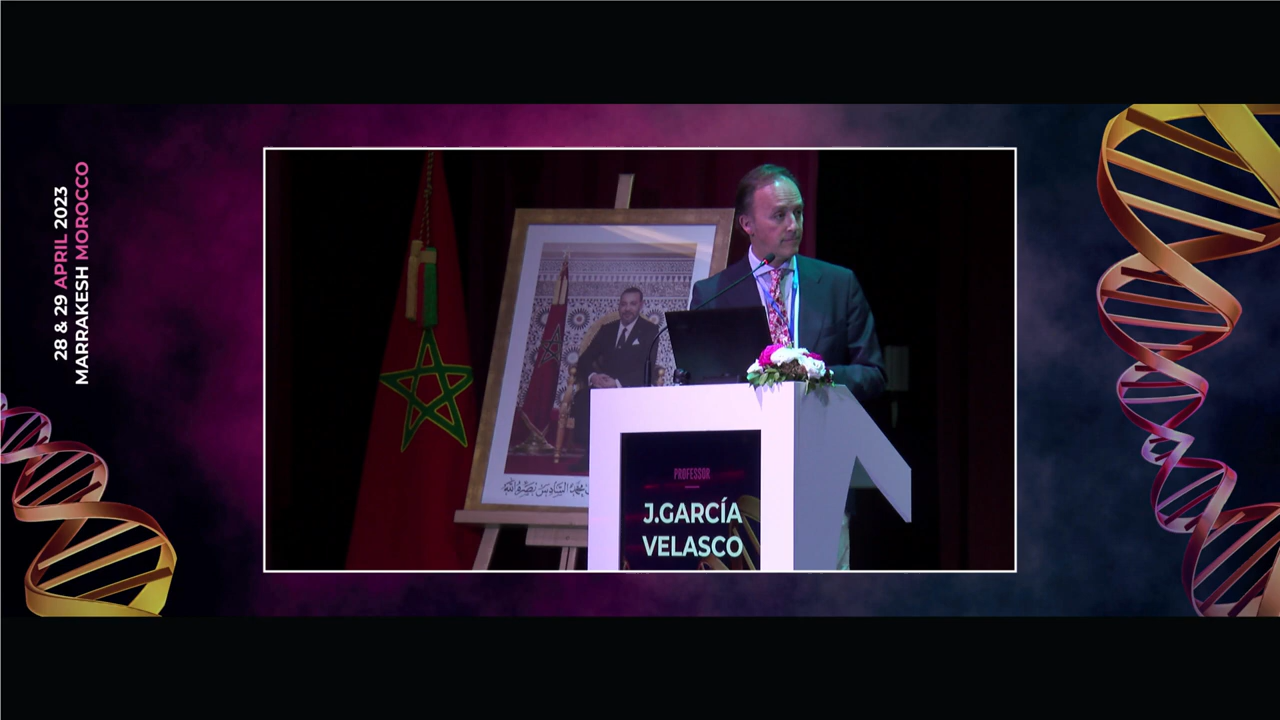 28 & 29 APRIL 2023
MARRAKESH MOROCCO
PROFESSOR
J.GARCÍA
VELASCO